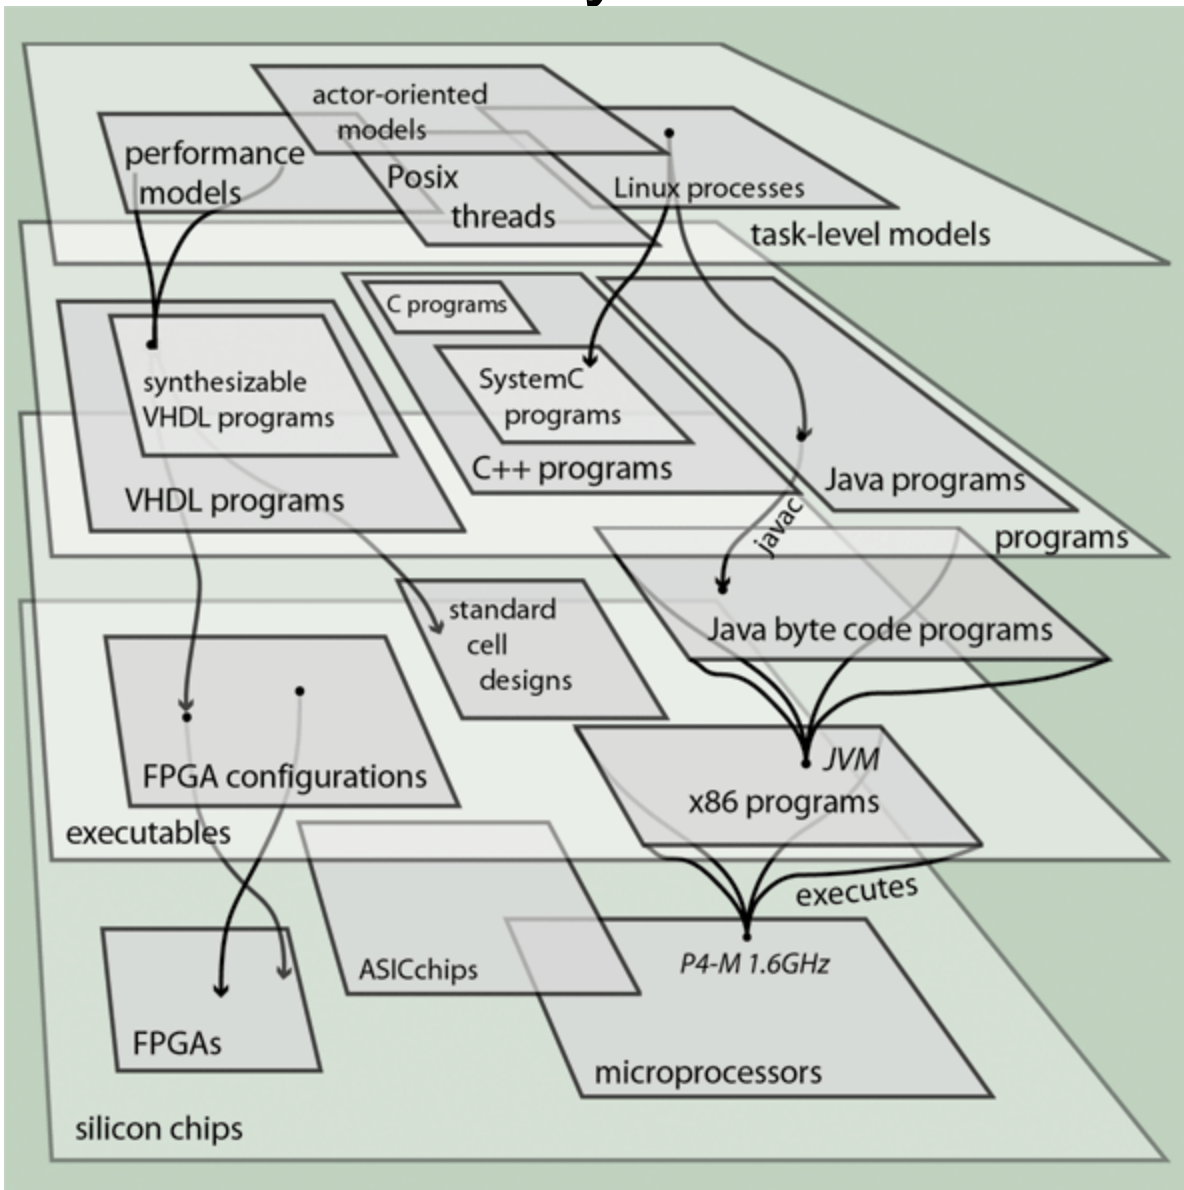 actor-oriented
models
performance
models
Posix
threads
Linux processes
task-level models
C programs
synthesizable
VHDL programs
SystemC
programs
C++ programs
VHDL programs
Java programs
javac
programs
standard
cell
designs
Java byte code programs
FPGA configurations
JVM
x86 programs
executables
executes
ASICchips
P4-M 1.6GHz
FPGAs
microprocessors
silicon chips